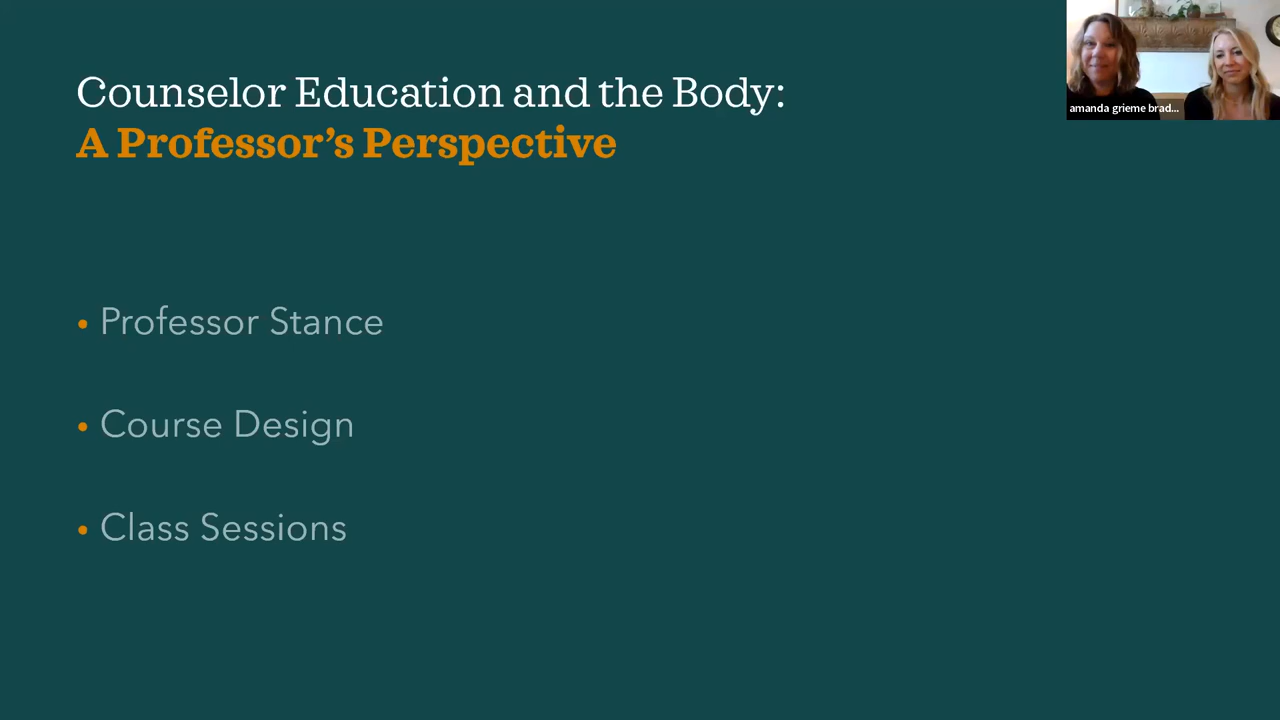 Counselor Education and the Body:
A Professor’s Perspective
amanda grieme brad...
• Professor Stance
• Course Design
• Class Sessions